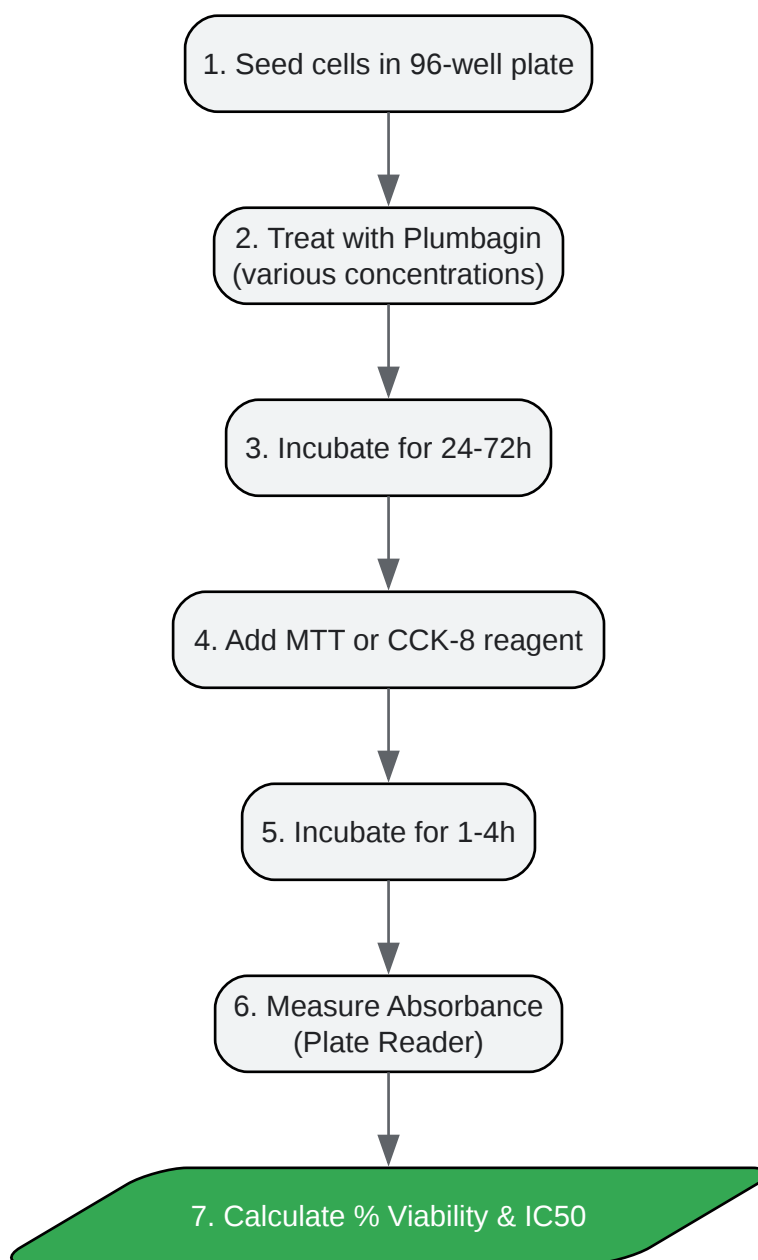 1. Seed cells in 96-well plate
2. Treat with Plumbagin
(various concentrations)
3. Incubate for 24-72h
4. Add MTT or CCK-8 reagent
5. Incubate for 1-4h
6. Measure Absorbance
(Plate Reader)
7. Calculate % Viability & IC50